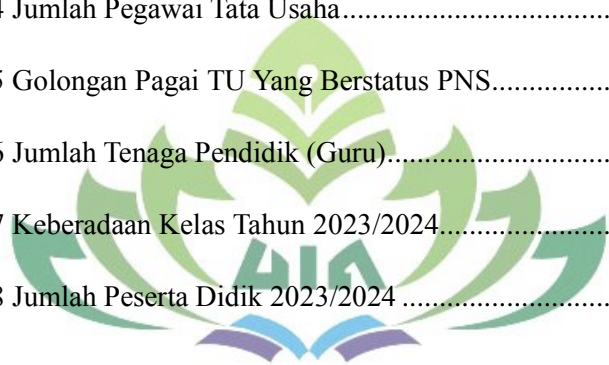 4 Jumlah Pegawai Tata Usaha....................................
5 Golongan Pagai TU Yang Berstatus PNS................
6 Jumlah Tenaga Pendidik (Guru)..............................
7 Keberadaan Kelas Tahun 2023/2024.......................
8 Jumlah Peserta Didik 2023/2024 ............................
UIN